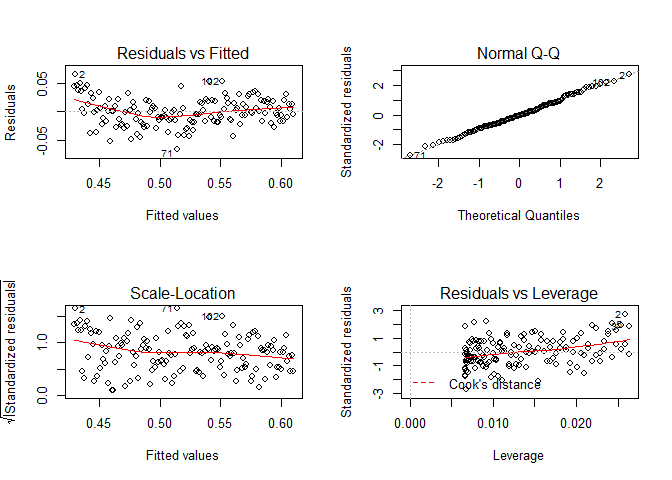 Residuals vs Fitted
Residuals
-0.05
0.05
2
71
0.45
0.50
0.55
0.60
Fitted values
Normal Q-Q
Standardized residuals
-2
0
2
2
71
-2
-1
0
1
2
Theoretical Quantiles
Scale-Location
√|Standardized residuals|
0.0
1.0
2
71
0.45
0.50
0.55
0.60
Fitted values
Residuals vs Leverage
Standardized residuals
-3
-1
1
3
2
Cook's distance
0.000
0.010
0.020
Leverage